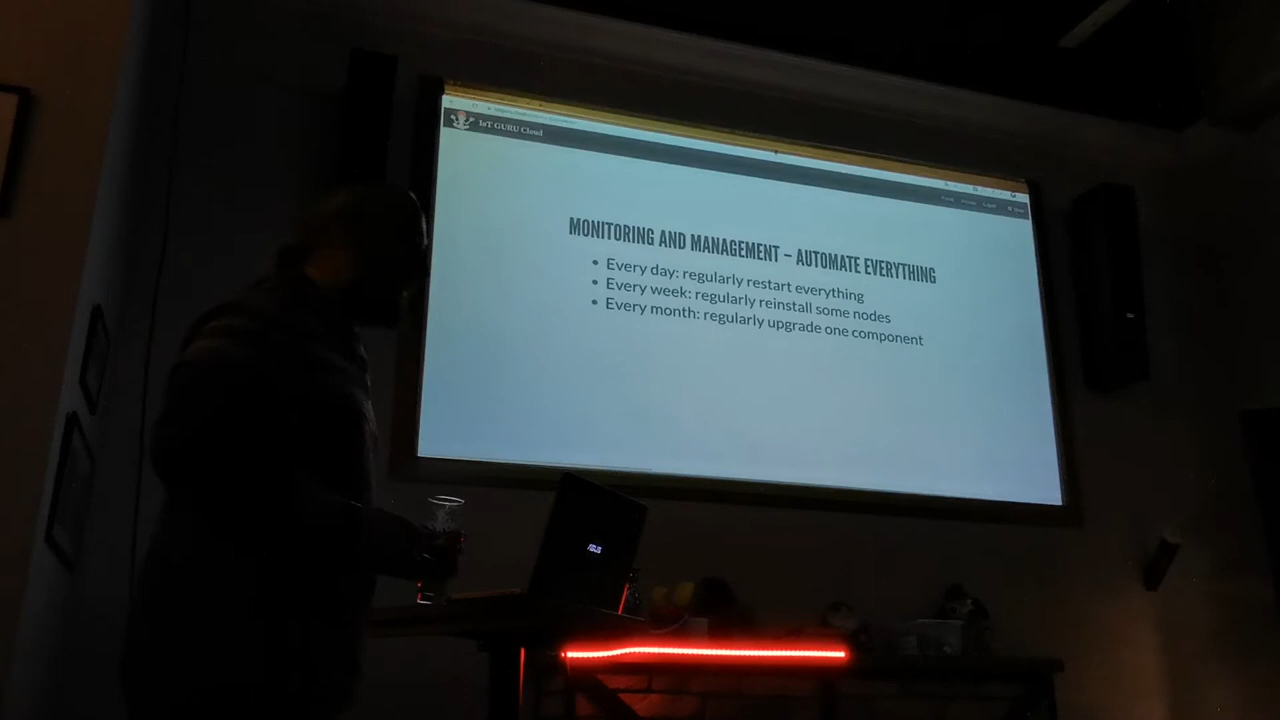 IoT GURU Cloud
MONITORING AND MANAGEMENT – AUTOMATE EVERYTHING
• Every day: regularly restart everything
• Every week: regularly reinstall some nodes
• Every month: regularly upgrade one component
ASUS